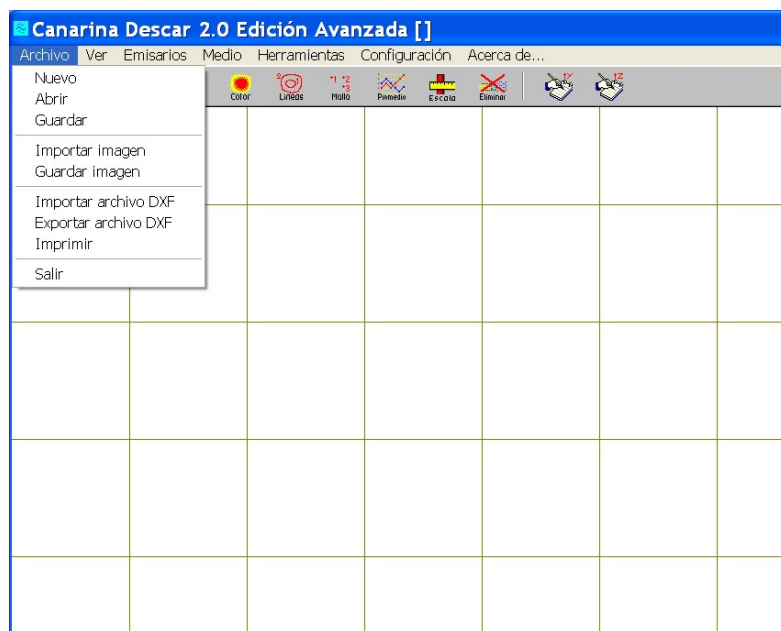 Canarina Descar 2.0 Edición Avanzada []
Archivo Ver Emisarios Medio Herramientas Configuración Acerca de...
Color Líneas Malla Promedio Escala Eliminar
Nuevo
Abrir
Guardar
Importar imagen
Guardar imagen
Importar archivo DXF
Exportar archivo DXF
Imprimir
Salir